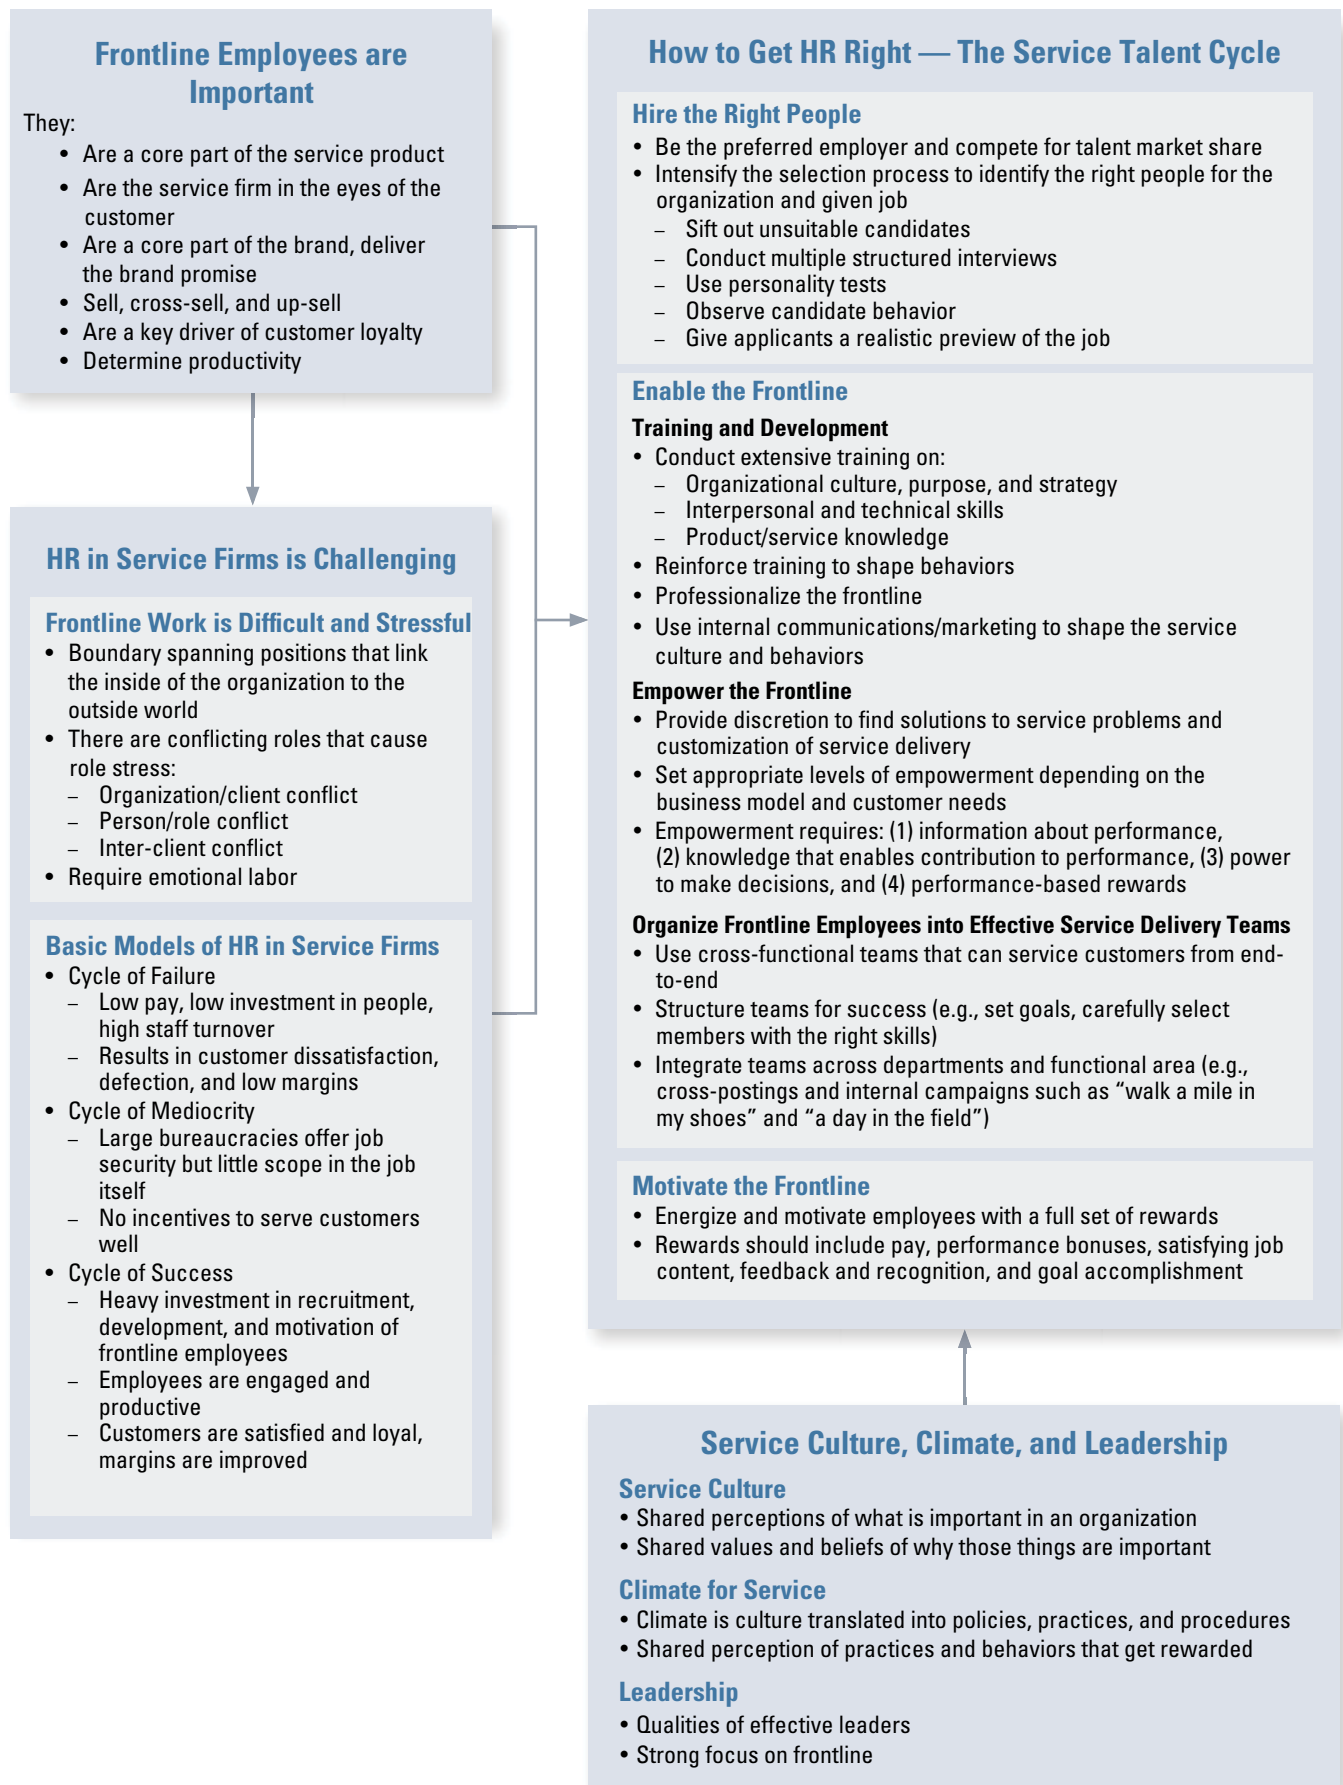 Frontline Employees are
Important
They:
• Are a core part of the service product
• Are the service firm in the eyes of the
customer
• Are a core part of the brand, deliver
the brand promise
• Sell, cross-sell, and up-sell
• Are a key driver of customer loyalty
• Determine productivity
HR in Service Firms is Challenging
Frontline Work is Difficult and Stressful
• Boundary spanning positions that link
the inside of the organization to the
outside world
• There are conflicting roles that cause
role stress:
– Organization/client conflict
– Person/role conflict
– Inter-client conflict
• Require emotional labor
Basic Models of HR in Service Firms
• Cycle of Failure
– Low pay, low investment in people,
high staff turnover
– Results in customer dissatisfaction,
defection, and low margins
• Cycle of Mediocrity
– Large bureaucracies offer job
security but little scope in the job
itself
– No incentives to serve customers
well
• Cycle of Success
– Heavy investment in recruitment,
development, and motivation of
frontline employees
– Employees are engaged and
productive
– Customers are satisfied and loyal,
margins are improved
How to Get HR Right — The Service Talent Cycle
Hire the Right People
• Be the preferred employer and compete for talent market share
• Intensify the selection process to identify the right people for the
organization and given job
– Sift out unsuitable candidates
– Conduct multiple structured interviews
– Use personality tests
– Observe candidate behavior
– Give applicants a realistic preview of the job
Enable the Frontline
Training and Development
• Conduct extensive training on:
– Organizational culture, purpose, and strategy
– Interpersonal and technical skills
– Product/service knowledge
• Reinforce training to shape behaviors
• Professionalize the frontline
• Use internal communications/marketing to shape the service
culture and behaviors
Empower the Frontline
• Provide discretion to find solutions to service problems and
customization of service delivery
• Set appropriate levels of empowerment depending on the
business model and customer needs
• Empowerment requires: (1) information about performance,
(2) knowledge that enables contribution to performance, (3) power
to make decisions, and (4) performance-based rewards
Organize Frontline Employees into Effective Service Delivery Teams
• Use cross-functional teams that can service customers from end-
to-end
• Structure teams for success (e.g., set goals, carefully select
members with the right skills)
• Integrate teams across departments and functional area (e.g.,
cross-postings and internal campaigns such as “walk a mile in
my shoes” and “a day in the field”)
Motivate the Frontline
• Energize and motivate employees with a full set of rewards
• Rewards should include pay, performance bonuses, satisfying job
content, feedback and recognition, and goal accomplishment
Service Culture, Climate, and Leadership
Service Culture
• Shared perceptions of what is important in an organization
• Shared values and beliefs of why those things are important
Climate for Service
• Climate is culture translated into policies, practices, and procedures
• Shared perception of practices and behaviors that get rewarded
Leadership
• Qualities of effective leaders
• Strong focus on frontline